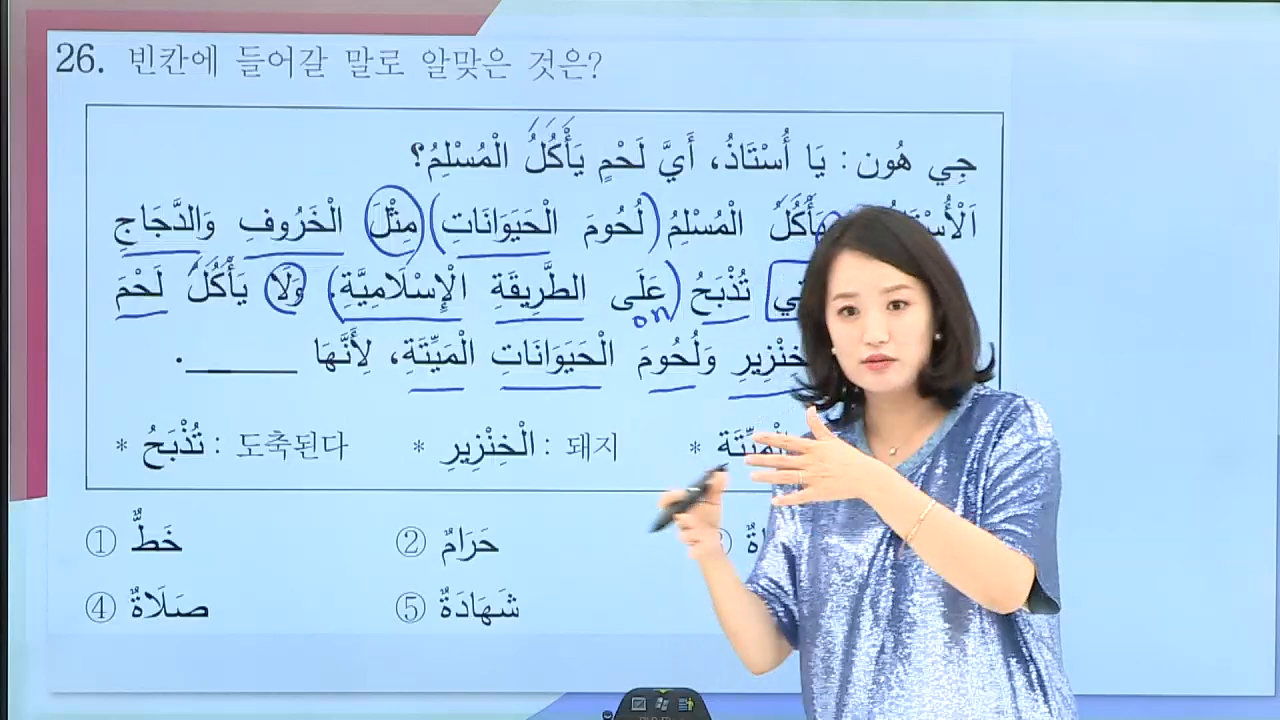 26. 빈칸에 들어갈 말로 알맞은 것은?
جِي هُون : يَا أُسْتَاذُ، أَيَّ لَحْمٍ يَأْكُلُ الْمُسْلِمُ؟
يَأْكُلُ الْمُسْلِمُ (لُحُومَ الْحَيَوَانَاتِ) مِثْلَ الْخَرُوفِ وَالدَّجَاجِ
تُذْبَحُ (عَلَى الطَّرِيقَةِ الْإِسْلَامِيَّةِ). وَلَا يَأْكُلُ لَحْمَ
on
وَلُحُومَ الْحَيَوَانَاتِ الْمَيِّتَةِ، لِأَنَّهَا ______ .
* الْمَيِّتَة * الْخِنْزِيرِ : 돼지 * تُذْبَحُ : 도축된다
① خَطٌّ ② حَرَامٌ
④ صَلَاةٌ ⑤ شَهَادَةٌ